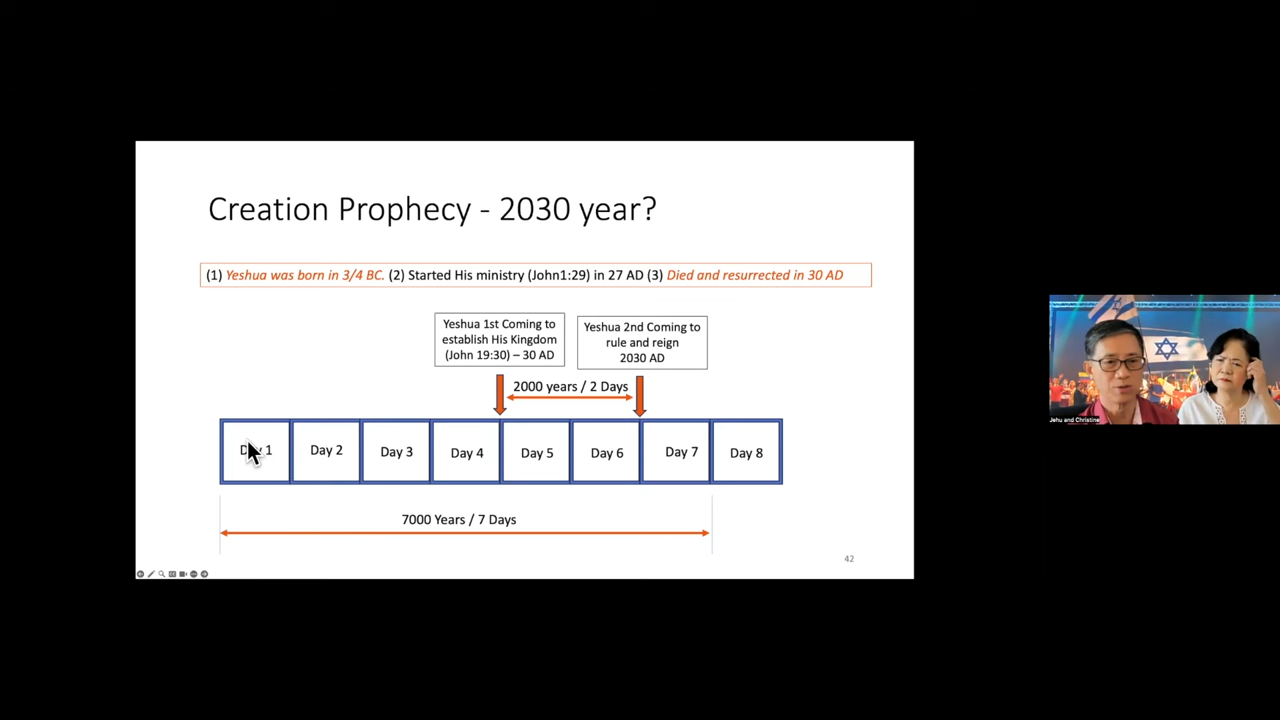 Creation Prophecy - 2030 year?
(1) Yeshua was born in 3/4 BC. (2) Started His ministry (John1:29) in 27 AD (3) Died and resurrected in 30 AD
Yeshua 1st Coming to
establish His Kingdom
(John 19:30) – 30 AD
Yeshua 2nd Coming to
rule and reign
2030 AD
2000 years / 2 Days
Day 1
Day 2
Day 3
Day 4
Day 5
Day 6
Day 7
Day 8
7000 Years / 7 Days
42
Jehu and Christine